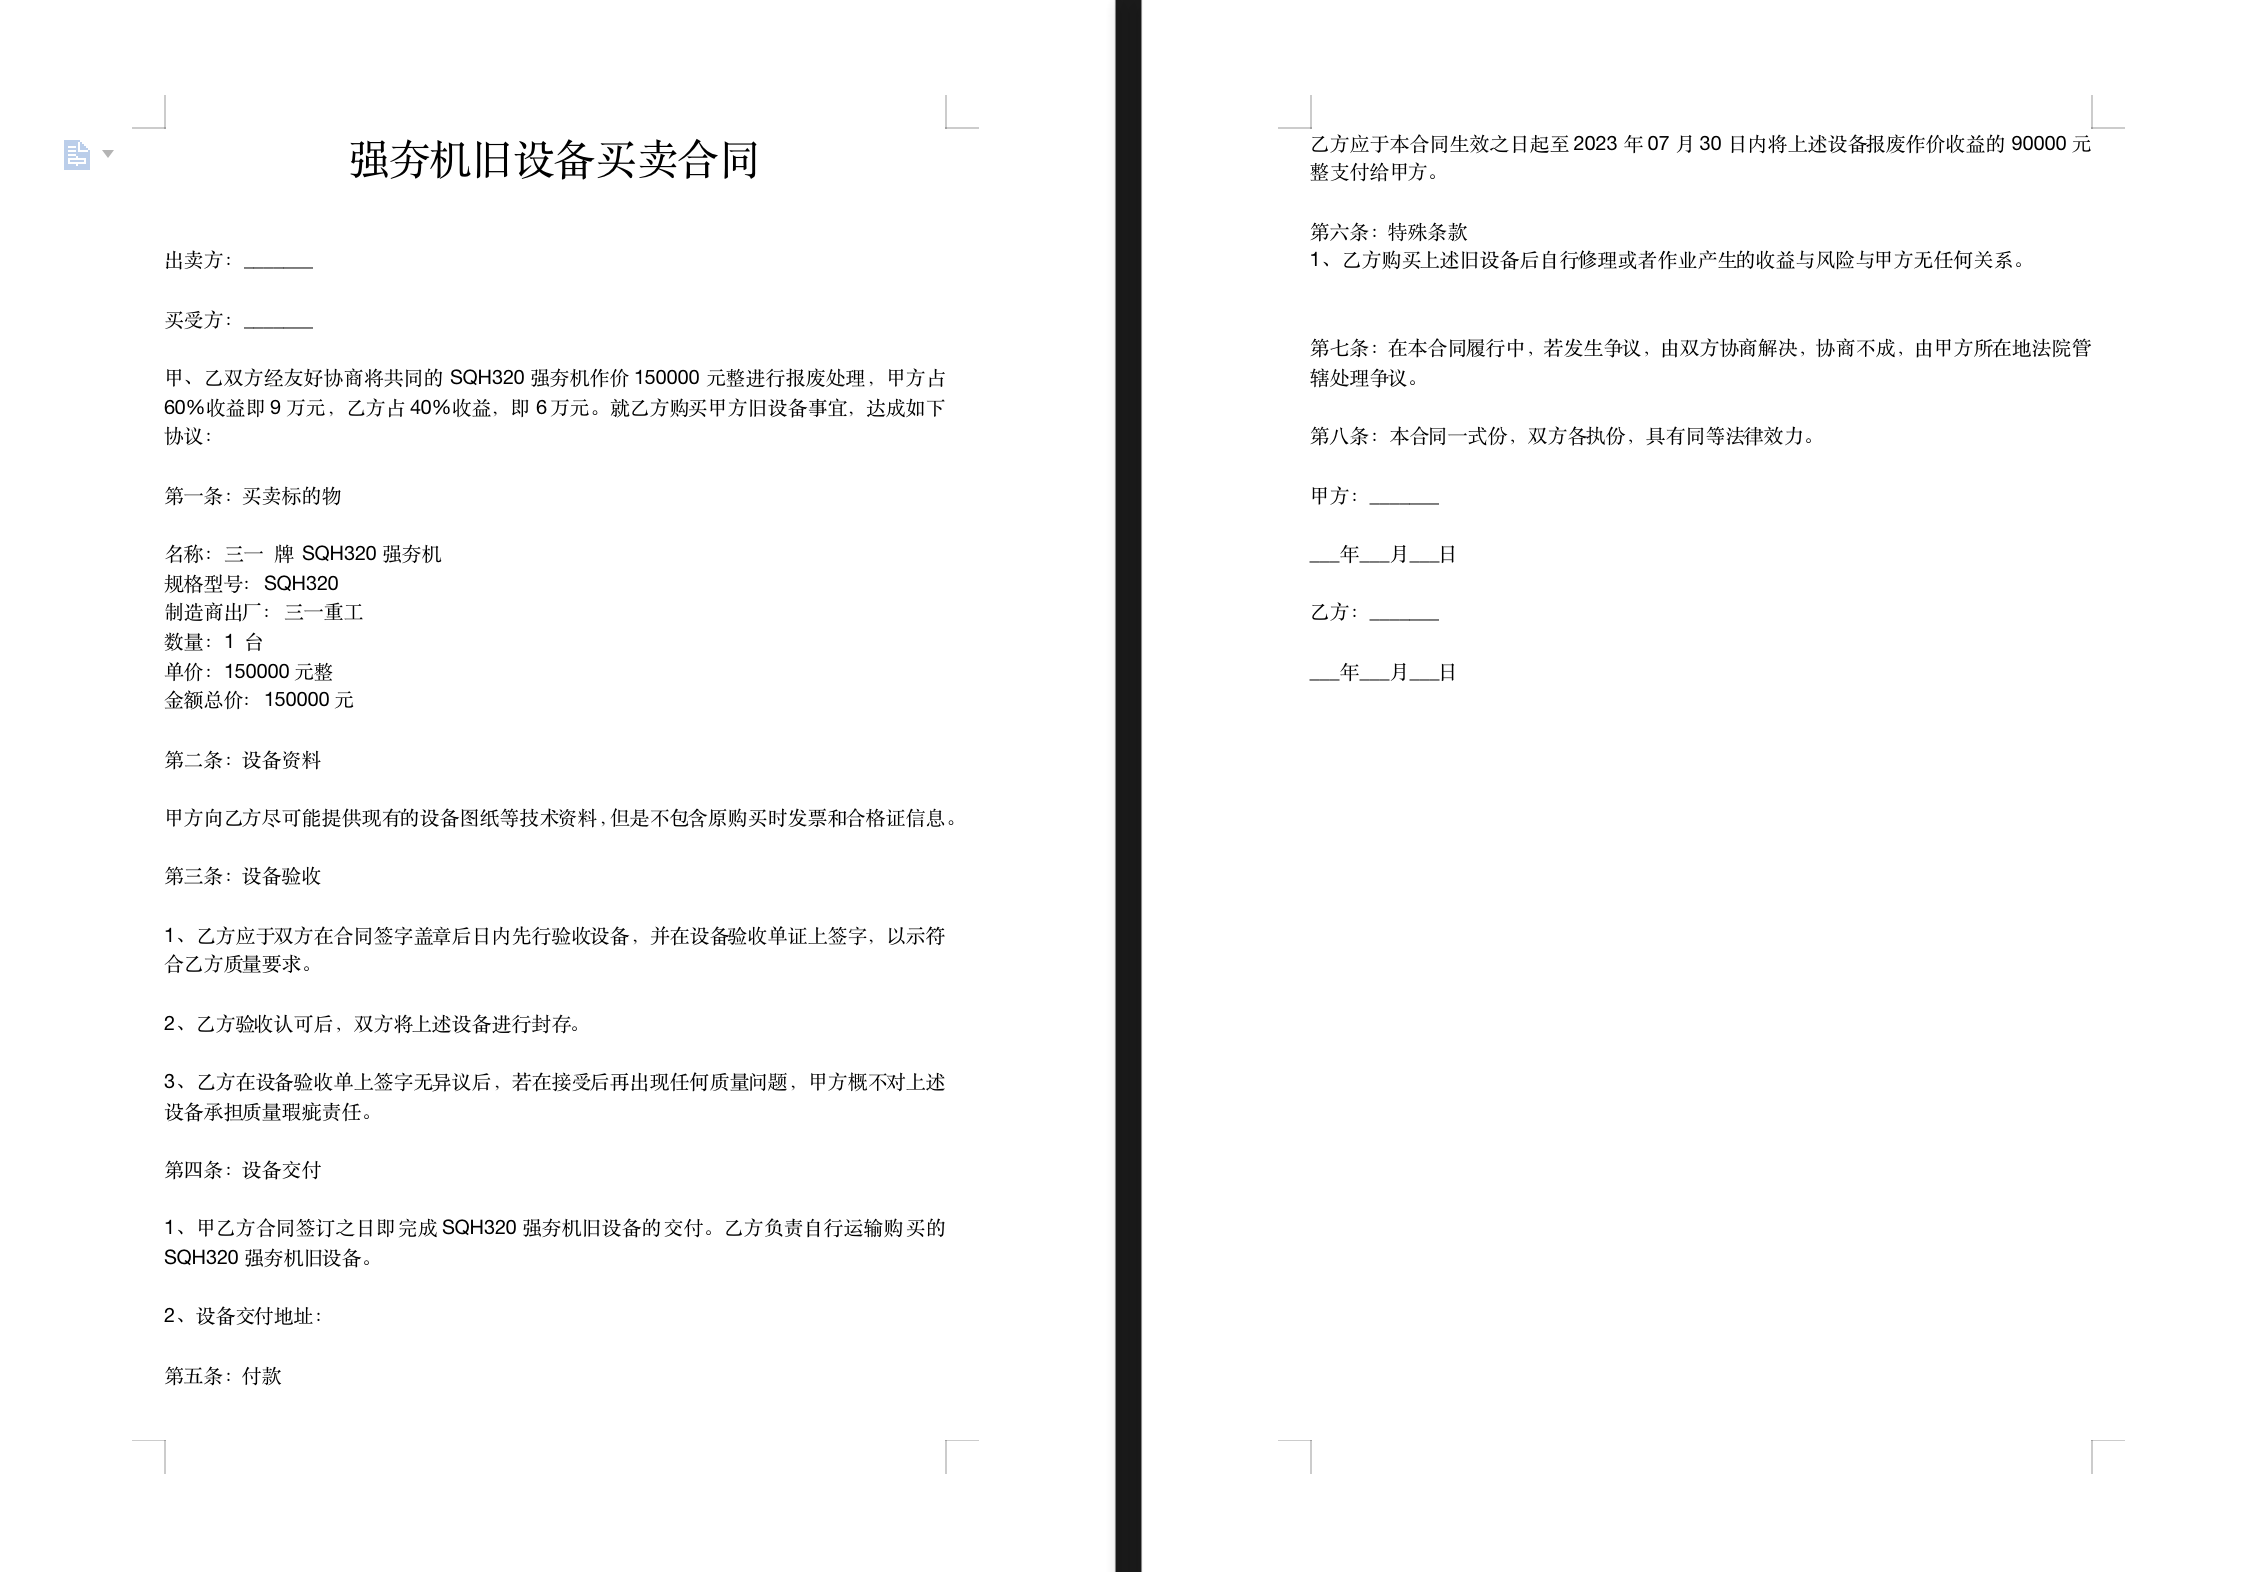 强夯机旧设备买卖合同
出卖方：_______
买受方：_______
甲、乙双方经友好协商将共同的 SQH320 强夯机作价 150000 元整进行报废处理，甲方占
60%收益即 9 万元，乙方占 40%收益，即 6 万元。就乙方购买甲方旧设备事宜，达成如下
协议：
第一条：买卖标的物
名称： 三一 牌 SQH320 强夯机
规格型号： SQH320
制造商出厂： 三一重工
数量： 1 台
单价： 150000 元整
金额总价： 150000 元
第二条：设备资料
甲方向乙方尽可能提供现有的设备图纸等技术资料，但是不包含原购买时发票和合格证信息。
第三条：设备验收
1、乙方应于双方在合同签字盖章后日内先行验收设备，并在设备验收单证上签字，以示符
合乙方质量要求。
2、乙方验收认可后，双方将上述设备进行封存。
3、乙方在设备验收单上签字无异议后，若在接受后再出现任何质量问题，甲方概不对上述
设备承担质量瑕疵责任。
第四条：设备交付
1、甲乙方合同签订之日即完成 SQH320 强夯机旧设备的交付。乙方负责自行运输购买的
SQH320 强夯机旧设备。
2、设备交付地址：
第五条：付款
乙方应于本合同生效之日起至 2023 年 07 月 30 日内将上述设备报废作价收益的 90000 元
整支付给甲方。
第六条：特殊条款
1、乙方购买上述旧设备后自行修理或者作业产生的收益与风险与甲方无任何关系。
第七条：在本合同履行中，若发生争议，由双方协商解决，协商不成，由甲方所在地法院管
辖处理争议。
第八条：本合同一式份，双方各执份，具有同等法律效力。
甲方：_______
___年___月___日
乙方：_______
___年___月___日